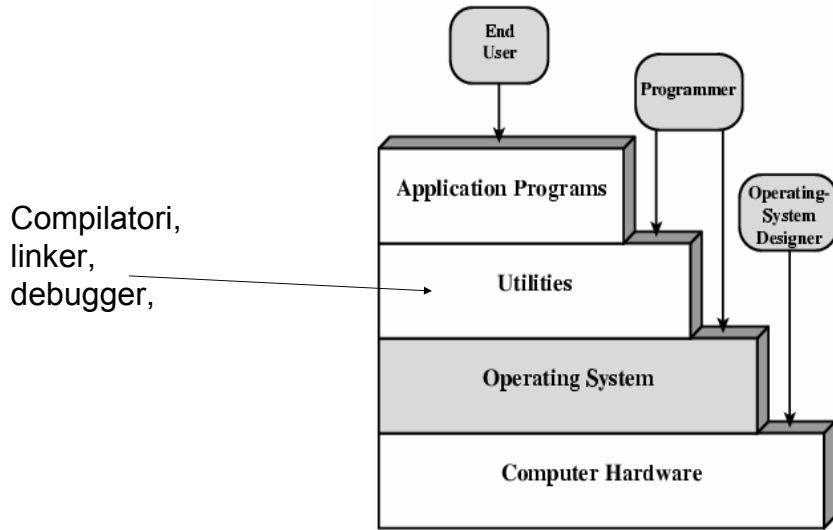 End
User
Programmer
Application Programs
Operating-
System
Designer
Compilatori,
linker,
debugger,
Utilities
Operating System
Computer Hardware